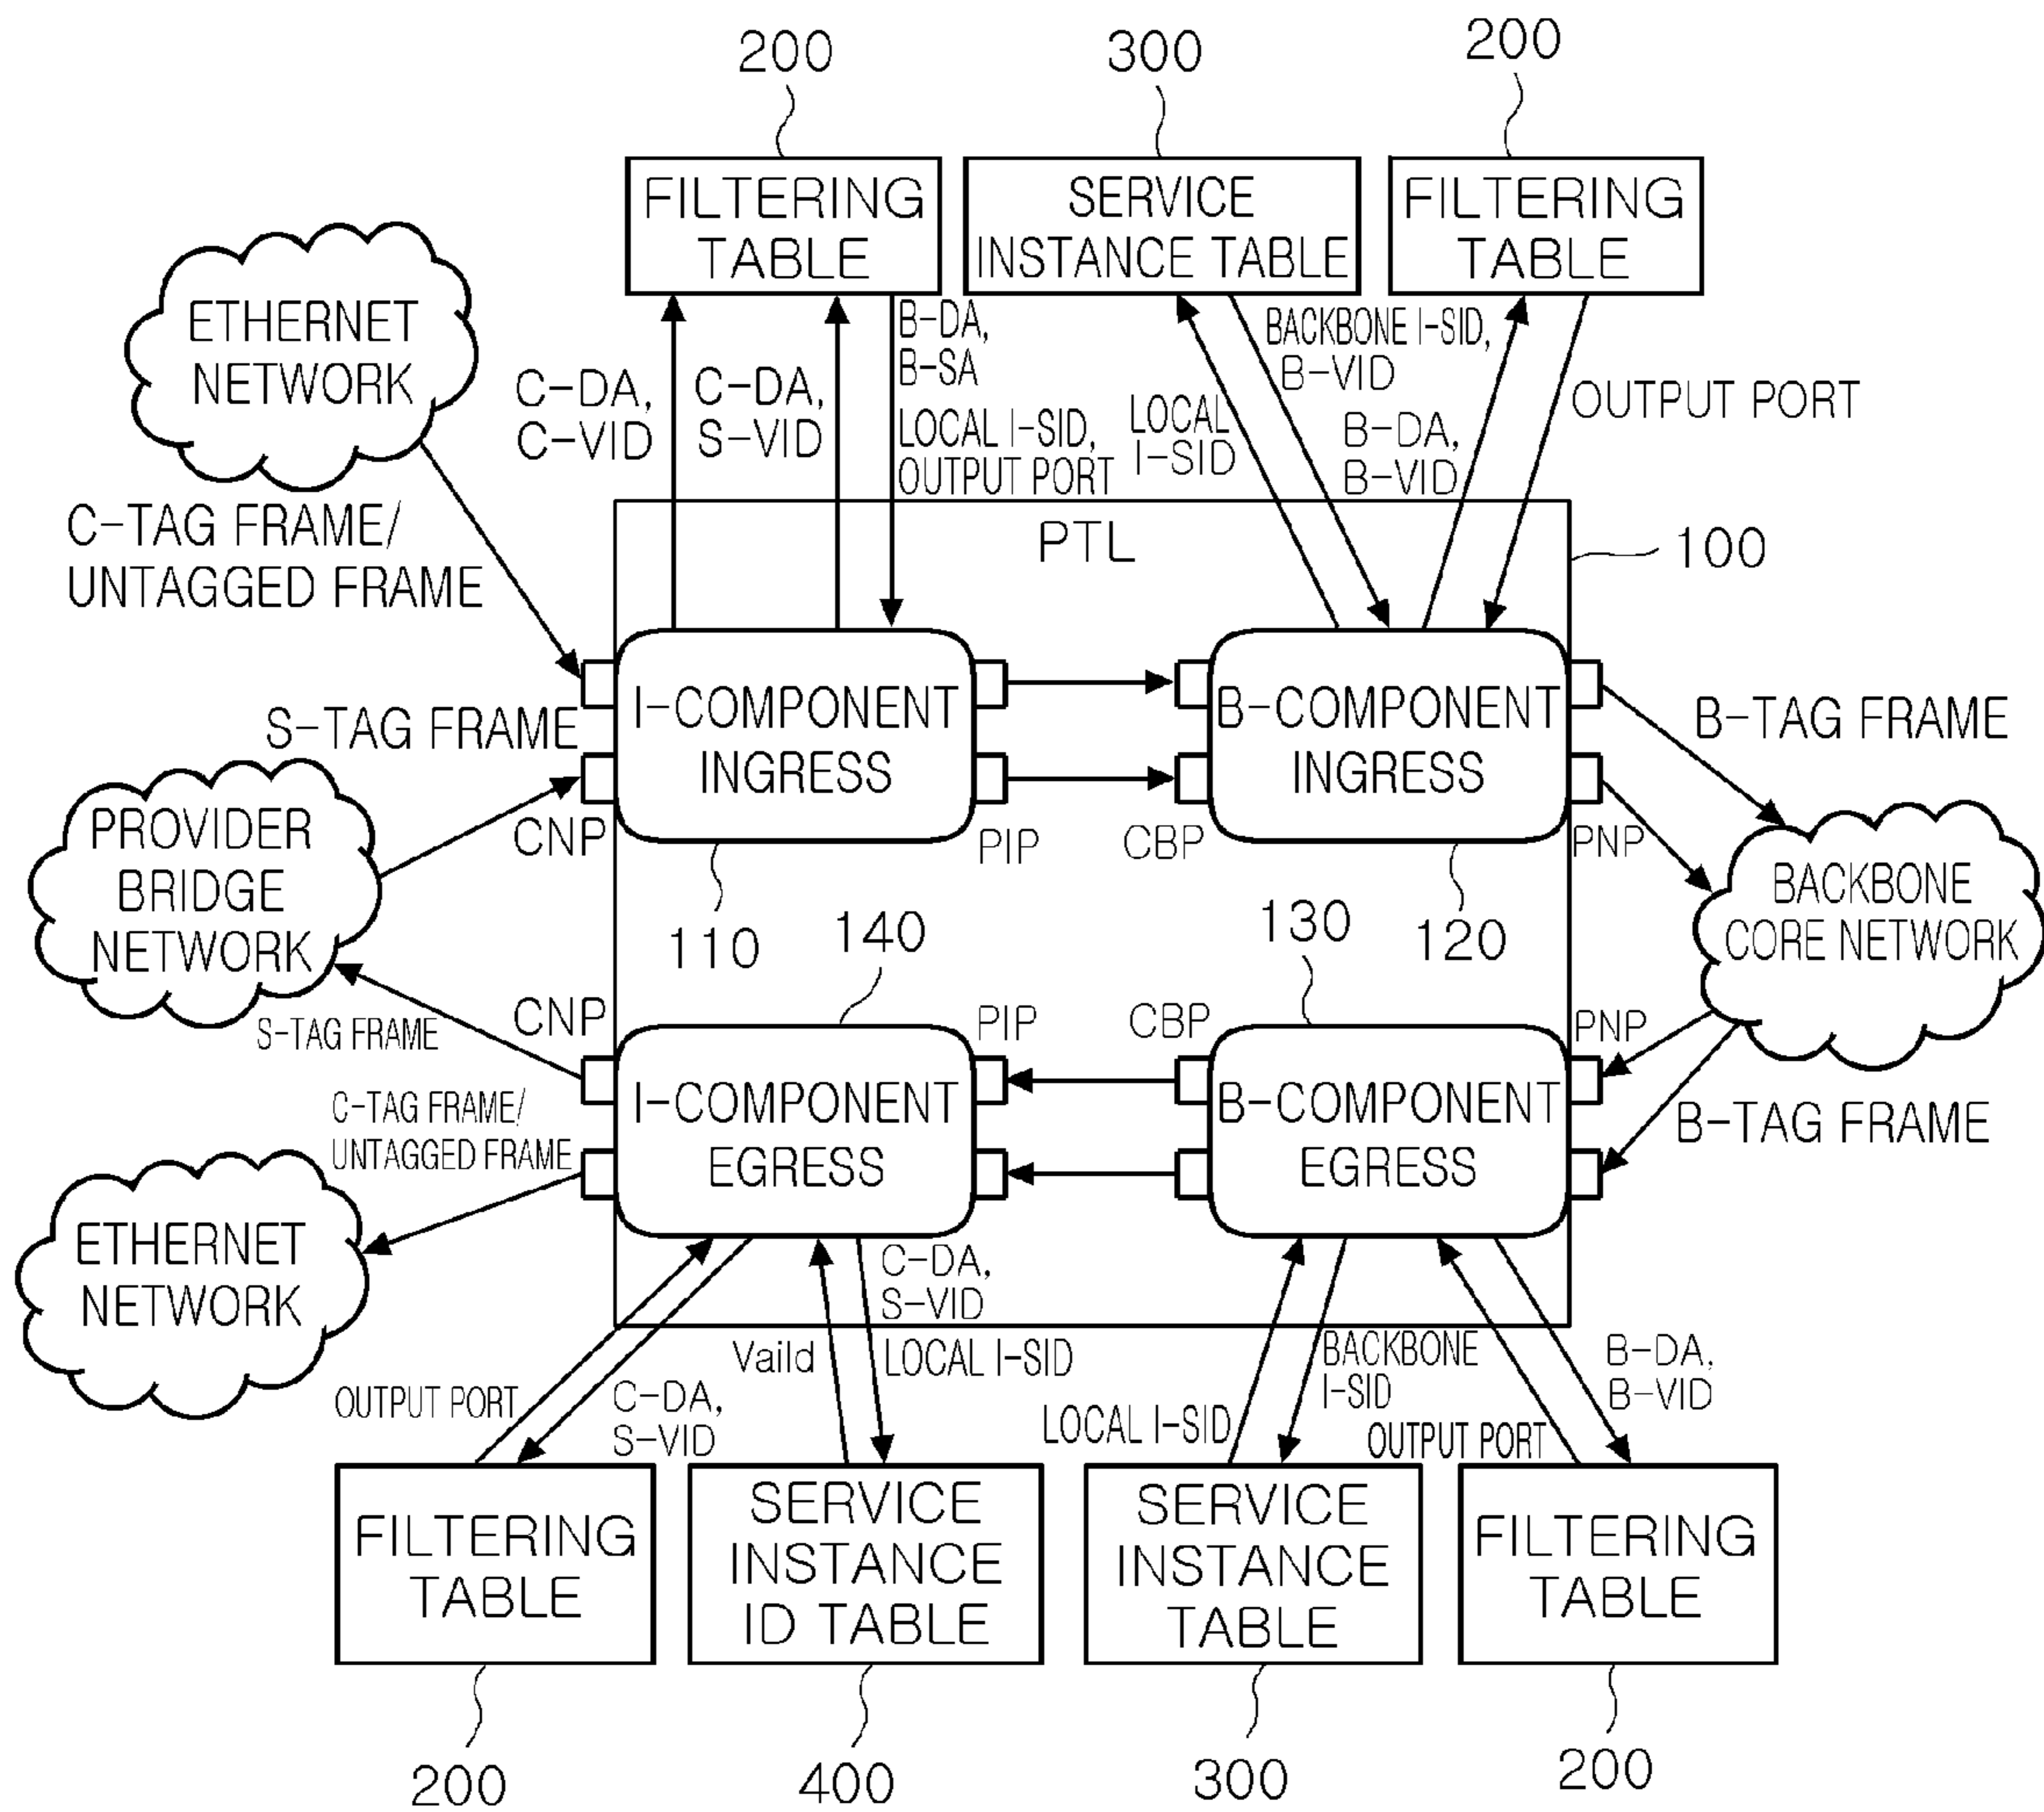 200
300
200
FILTERING
TABLE
SERVICE
INSTANCE TABLE
FILTERING
TABLE
ETHERNET
NETWORK
C-DA,
C-VID
C-DA,
S-VID
B-DA,
B-SA
LOCAL I-SID,
OUTPUT PORT
LOCAL
I-SID
BACKBONE I-SID,
B-VID
B-DA,
B-VID
OUTPUT PORT
C-TAG FRAME/
UNTAGGED FRAME
PTL
100
S-TAG FRAME
I-COMPONENT
INGRESS
B-COMPONENT
INGRESS
B-TAG FRAME
PROVIDER
BRIDGE
NETWORK
CNP
PIP
CBP
PNP
BACKBONE
CORE NETWORK
110
140
130
120
S-TAG FRAME
CNP
PIP
CBP
PNP
C-TAG FRAME/
UNTAGGED FRAME
I-COMPONENT
EGRESS
B-COMPONENT
EGRESS
B-TAG FRAME
ETHERNET
NETWORK
C-DA,
S-VID
OUTPUT PORT
C-DA,
S-VID
Vaild
LOCAL I-SID
LOCAL I-SID
BACKBONE
I-SID
OUTPUT PORT
B-DA,
B-VID
FILTERING
TABLE
SERVICE
INSTANCE
ID TABLE
SERVICE
INSTANCE
TABLE
FILTERING
TABLE
200
400
300
200